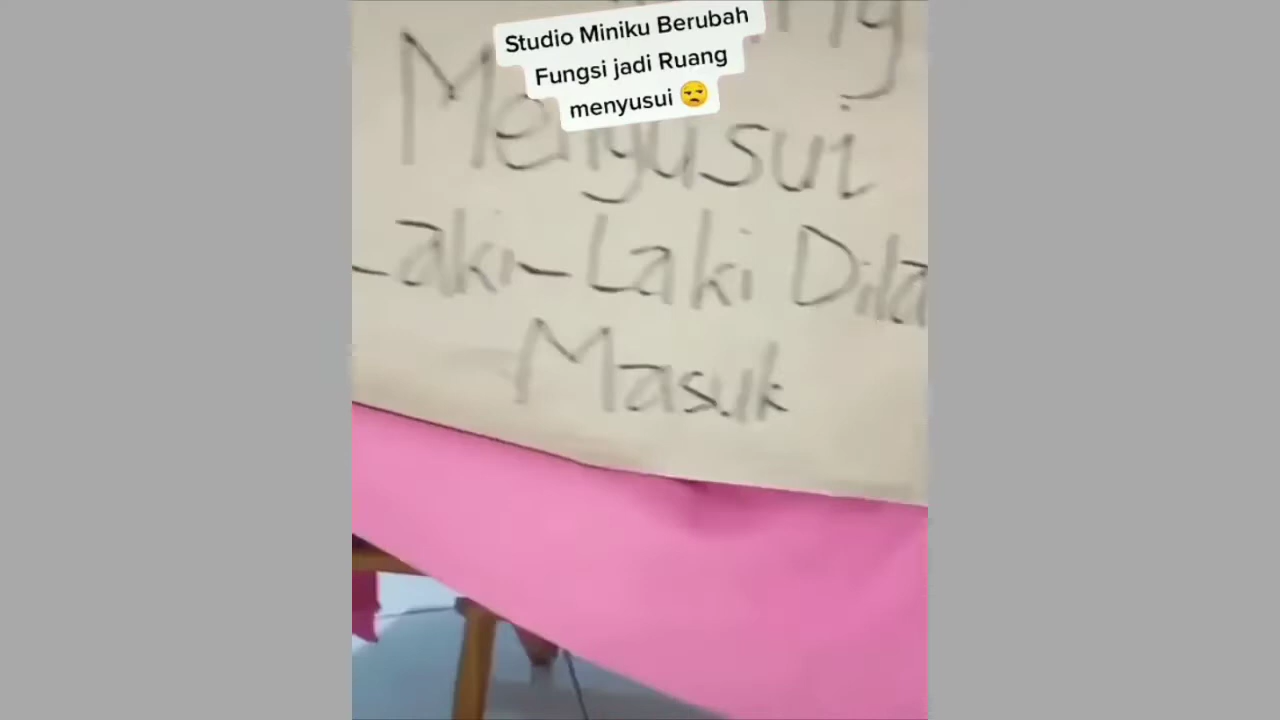 Studio Miniku Berubah
Fungsi jadi Ruang
menyusui 😒
Menyusui
Laki-Laki Dila
Masuk